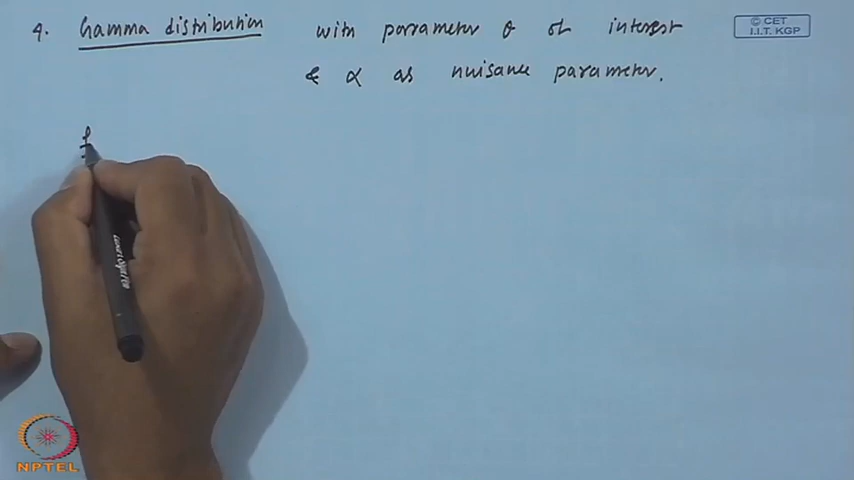 4. Gamma distribution with parameter θ of interest
© CET
I.I.T. KGP
& α as nuisance parameter.
f
NPTEL